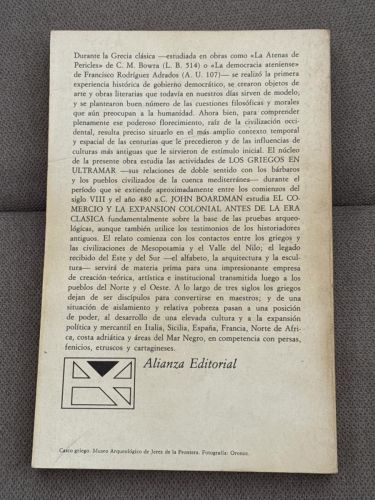 Durante la Grecia clásica —estudiada en obras como «La Atenas de
Pericles» de C. M. Bowra (L. B. 514) o «La democracia ateniense»
de Francisco Rodríguez Adrados (A. U. 107)— se realizó la primera
experiencia histórica de gobierno democrático, se crearon objetos de
arte y obras literarias que todavía en nuestros días sirven de modelo;
y se plantearon buen número de las cuestiones filosóficas y morales
que aún preocupan a la humanidad. Ahora bien, para comprender
plenamente ese poderoso florecimiento, raíz de la civilización occi-
dental, resulta preciso situarlo en el más amplio contexto temporal
y espacial de las centurias que le precedieron y de las influencias de
culturas más antiguas que le sirvieron de estímulo inicial. El núcleo
de la presente obra estudia las actividades de LOS GRIEGOS EN
ULTRAMAR —sus relaciones de doble sentido con los bárbaros
y los pueblos civilizados de la cuenca mediterránea— durante el
período que se extiende aproximadamente entre los comienzos del
siglo VIII y el año 480 a.C. JOHN BOARDMAN estudia EL CO-
MERCIO Y LA EXPANSION COLONIAL ANTES DE LA ERA
CLASICA fundamentalmente sobre la base de las pruebas arqueo-
lógicas, aunque también utilice los testimonios de los historiadores
antiguos. El relato comienza con los contactos entre los griegos y
las civilizaciones de Mesopotamia y el Valle del Nilo; el legado
recibido del Este y del Sur —el alfabeto, la arquitectura y la escul-
tura— servirá de materia prima para una impresionante empresa
de creación teórica, artística e institucional transmitida luego a los
pueblos del Norte y el Oeste. A lo largo de tres siglos los griegos
dejan de ser discípulos para convertirse en maestros; y de una
situación de aislamiento y relativa pobreza pasan a una posición
de poder, al desarrollo de una elevada cultura y a la expansión
política y mercantil en Italia, Sicilia, España, Francia, Norte de Afri-
ca, costa adriática y áreas del Mar Negro, en competencia con persas,
fenicios, etruscos y cartagineses.
Alianza Editorial
Casco griego. Museo Arqueológico de Jerez de la Frontera. Fotografía: Oronoz.